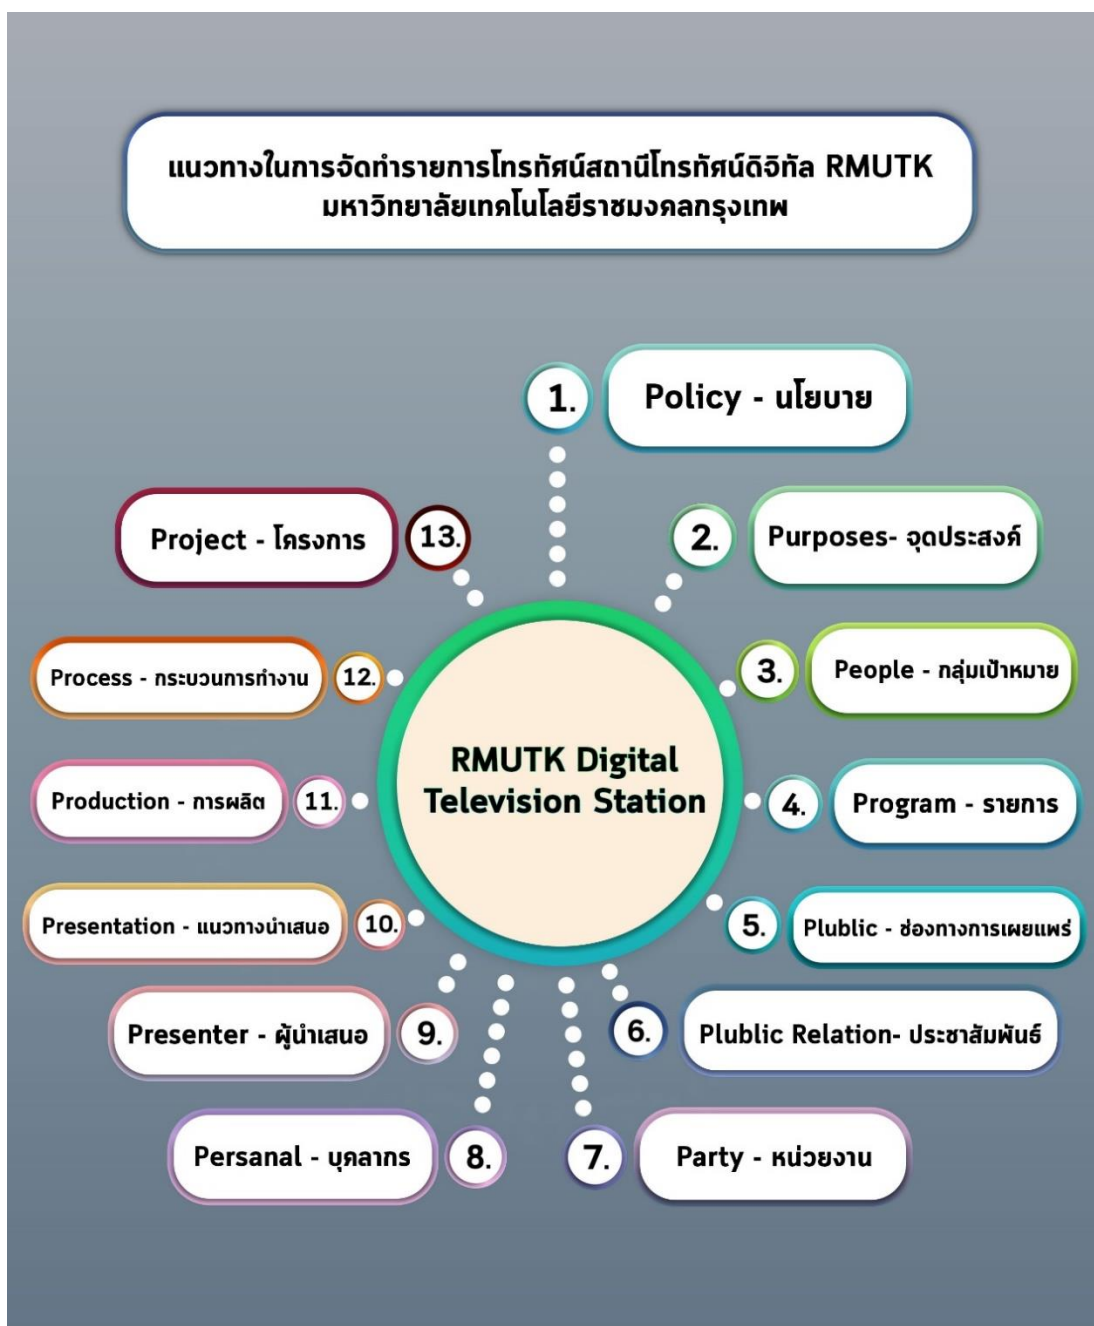 แนวทางในการจัดทำรายการโทรทัศน์สถานีโทรทัศน์ดิจิทัล RMUTK
มหาวิทยาลัยเทคโนโลยีราชมงคลกรุงเทพ
1. Policy - นโยบาย
2. Purposes- จุดประสงค์
3. People - กลุ่มเป้าหมาย
4. Program - รายการ
5. Plublic - ช่องทางการเผยแพร่
6. Plublic Relation- ประชาสัมพันธ์
7. Party - หน่วยงาน
8. Persanal - บุคลากร
9. Presenter - ผู้นำเสนอ
10. Presentation - แนวทางนำเสนอ
11. Production - การผลิต
12. Process - กระบวนการทำงาน
13. Project - โครงการ
RMUTK Digital
Television Station